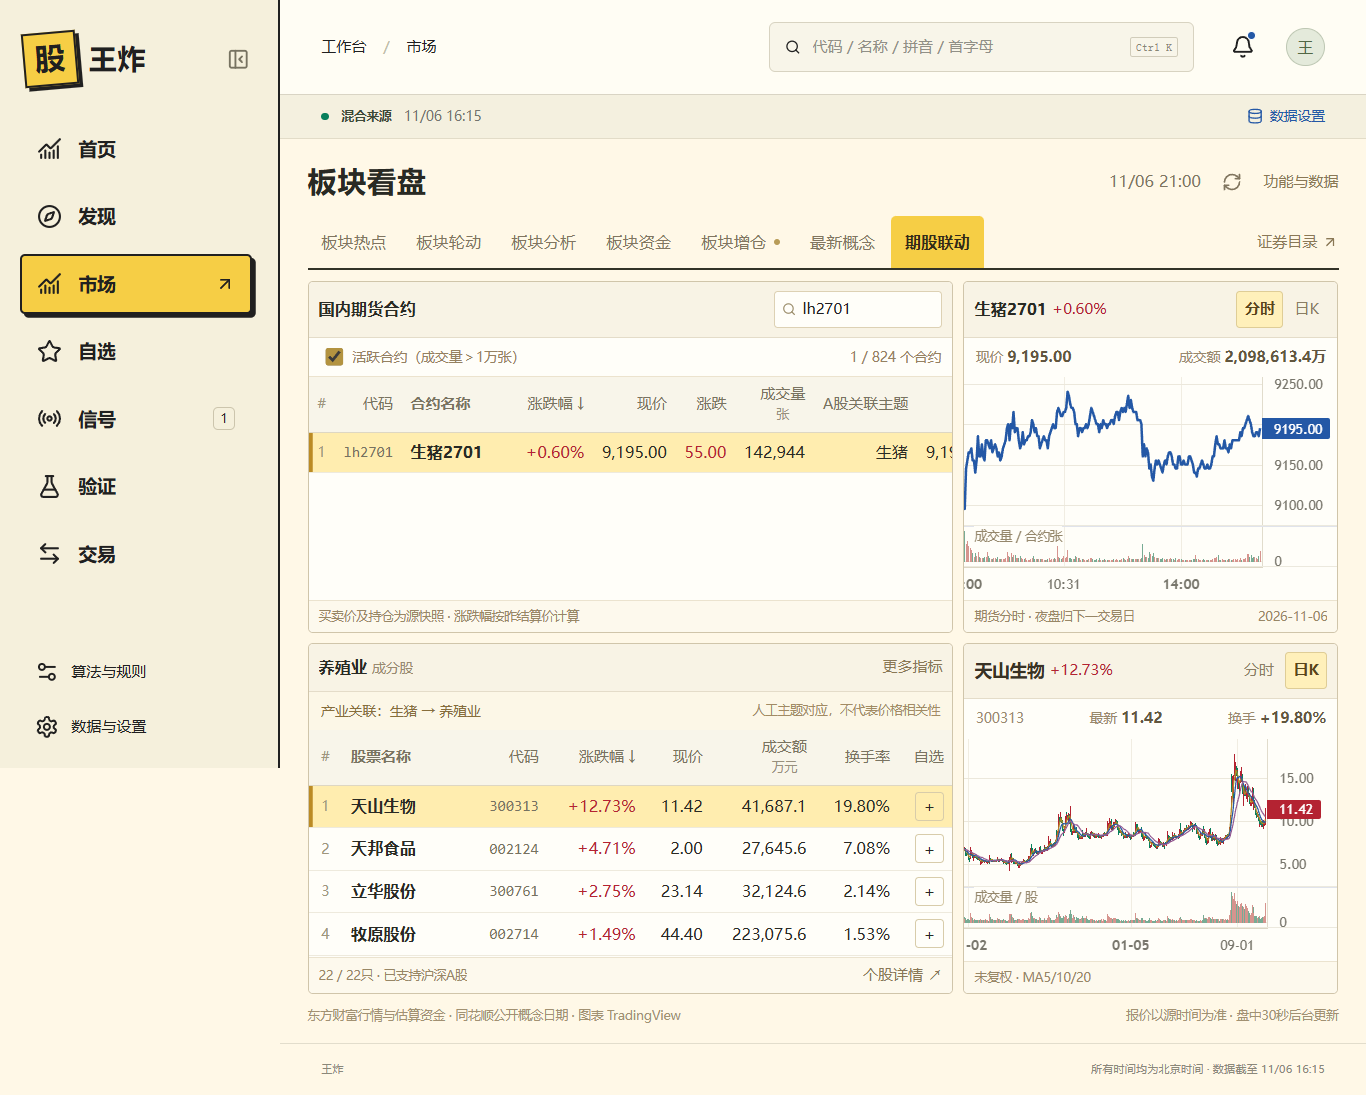 股 王炸
首页
发现
市场
自选
信号 1
验证
交易
算法与规则
数据与设置
工作台 / 市场
代码 / 名称 / 拼音 / 首字母 Ctrl K
王
混合来源 11/06 16:15
数据设置
板块看盘
11/06 21:00 功能与数据
板块热点 板块轮动 板块分析 板块资金 板块增仓 最新概念 期股联动
证券目录
国内期货合约
lh2701
活跃合约（成交量 > 1万张）
1 / 824 个合约
# 代码 合约名称 涨跌幅↓ 现价 涨跌 成交量 张 A股关联主题
1 lh2701 生猪2701 +0.60% 9,195.00 55.00 142,944 生猪 9,19
买卖价及持仓为源快照 · 涨跌幅按昨结算价计算
生猪2701 +0.60% 分时 日K
现价 9,195.00 成交额 2,098,613.4万
9250.00
9195.00
9150.00
9100.00
成交量 / 合约张
0
:00 10:31 14:00
期货分时 · 夜盘归下一交易日 2026-11-06
养殖业 成分股 更多指标
产业关联：生猪 → 养殖业 人工主题对应，不代表价格相关性
# 股票名称 代码 涨跌幅↓ 现价 成交额 万元 换手率 自选
1 天山生物 300313 +12.73% 11.42 41,687.1 19.80% +
2 天邦食品 002124 +4.71% 2.00 27,645.6 7.08% +
3 立华股份 300761 +2.75% 23.14 32,124.6 2.14% +
4 牧原股份 002714 +1.49% 44.40 223,075.6 1.53% +
22 / 22只 · 已支持沪深A股 个股详情 ↗
天山生物 +12.73% 分时 日K
300313 最新 11.42 换手 +19.80%
15.00
11.42
10.00
5.00
成交量 / 股
0
-02 01-05 09-01
未复权 · MA5/10/20
东方财富行情与估算资金 · 同花顺公开概念日期 · 图表 TradingView
报价以源时间为准 · 盘中30秒后台更新
王炸
所有时间均为北京时间 · 数据截至 11/06 16:15